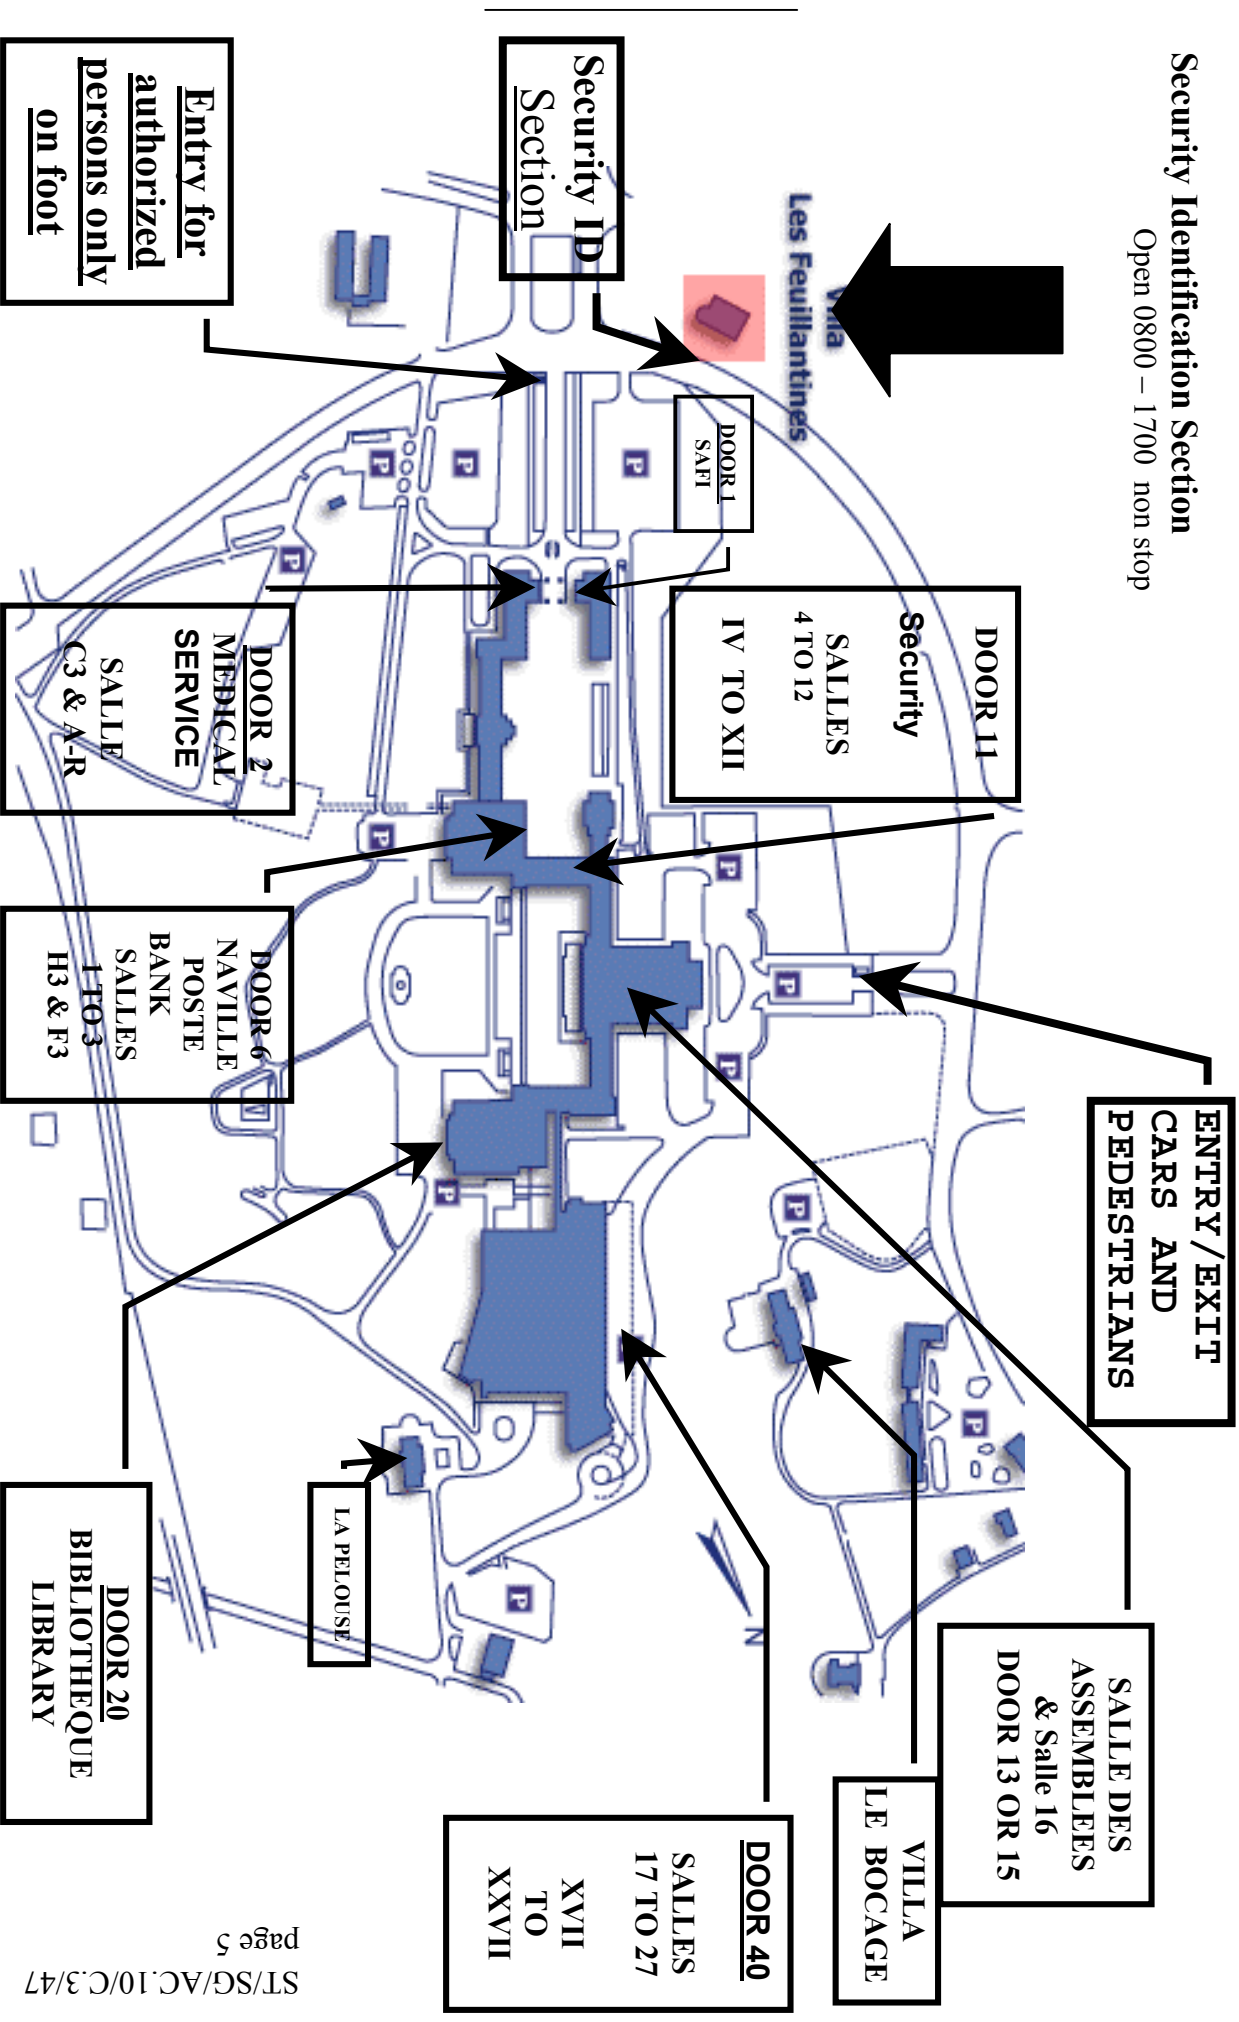 Security Identification Section
Open 0800 – 1700 non stop
Villa
Les Feuillantines
Security ID
Section
Entry for
authorized
persons only
on foot
DOOR 1
SAFI
DOOR 11
Security
SALLES
4 TO 12
IV TO XII
DOOR 2
MEDICAL
SERVICE
SALLE
C3 & A-R
DOOR 6
NAVILLE
POSTE
BANK
SALLES
1 TO 3
H3 & F3
ENTRY/EXIT
CARS AND
PEDESTRIANS
SALLE DES
ASSEMBLEES
& Salle 16
DOOR 13 OR 15
VILLA
LE BOCAGE
DOOR 40
SALLES
17 TO 27
XVII
TO
XXVII
LA PELOUSE
DOOR 20
BIBLIOTHEQUE
LIBRARY
P
P
P
P
P
P
P
P
P
P
P
P
N
ST/SG/AC.10/C.3/47
page 5